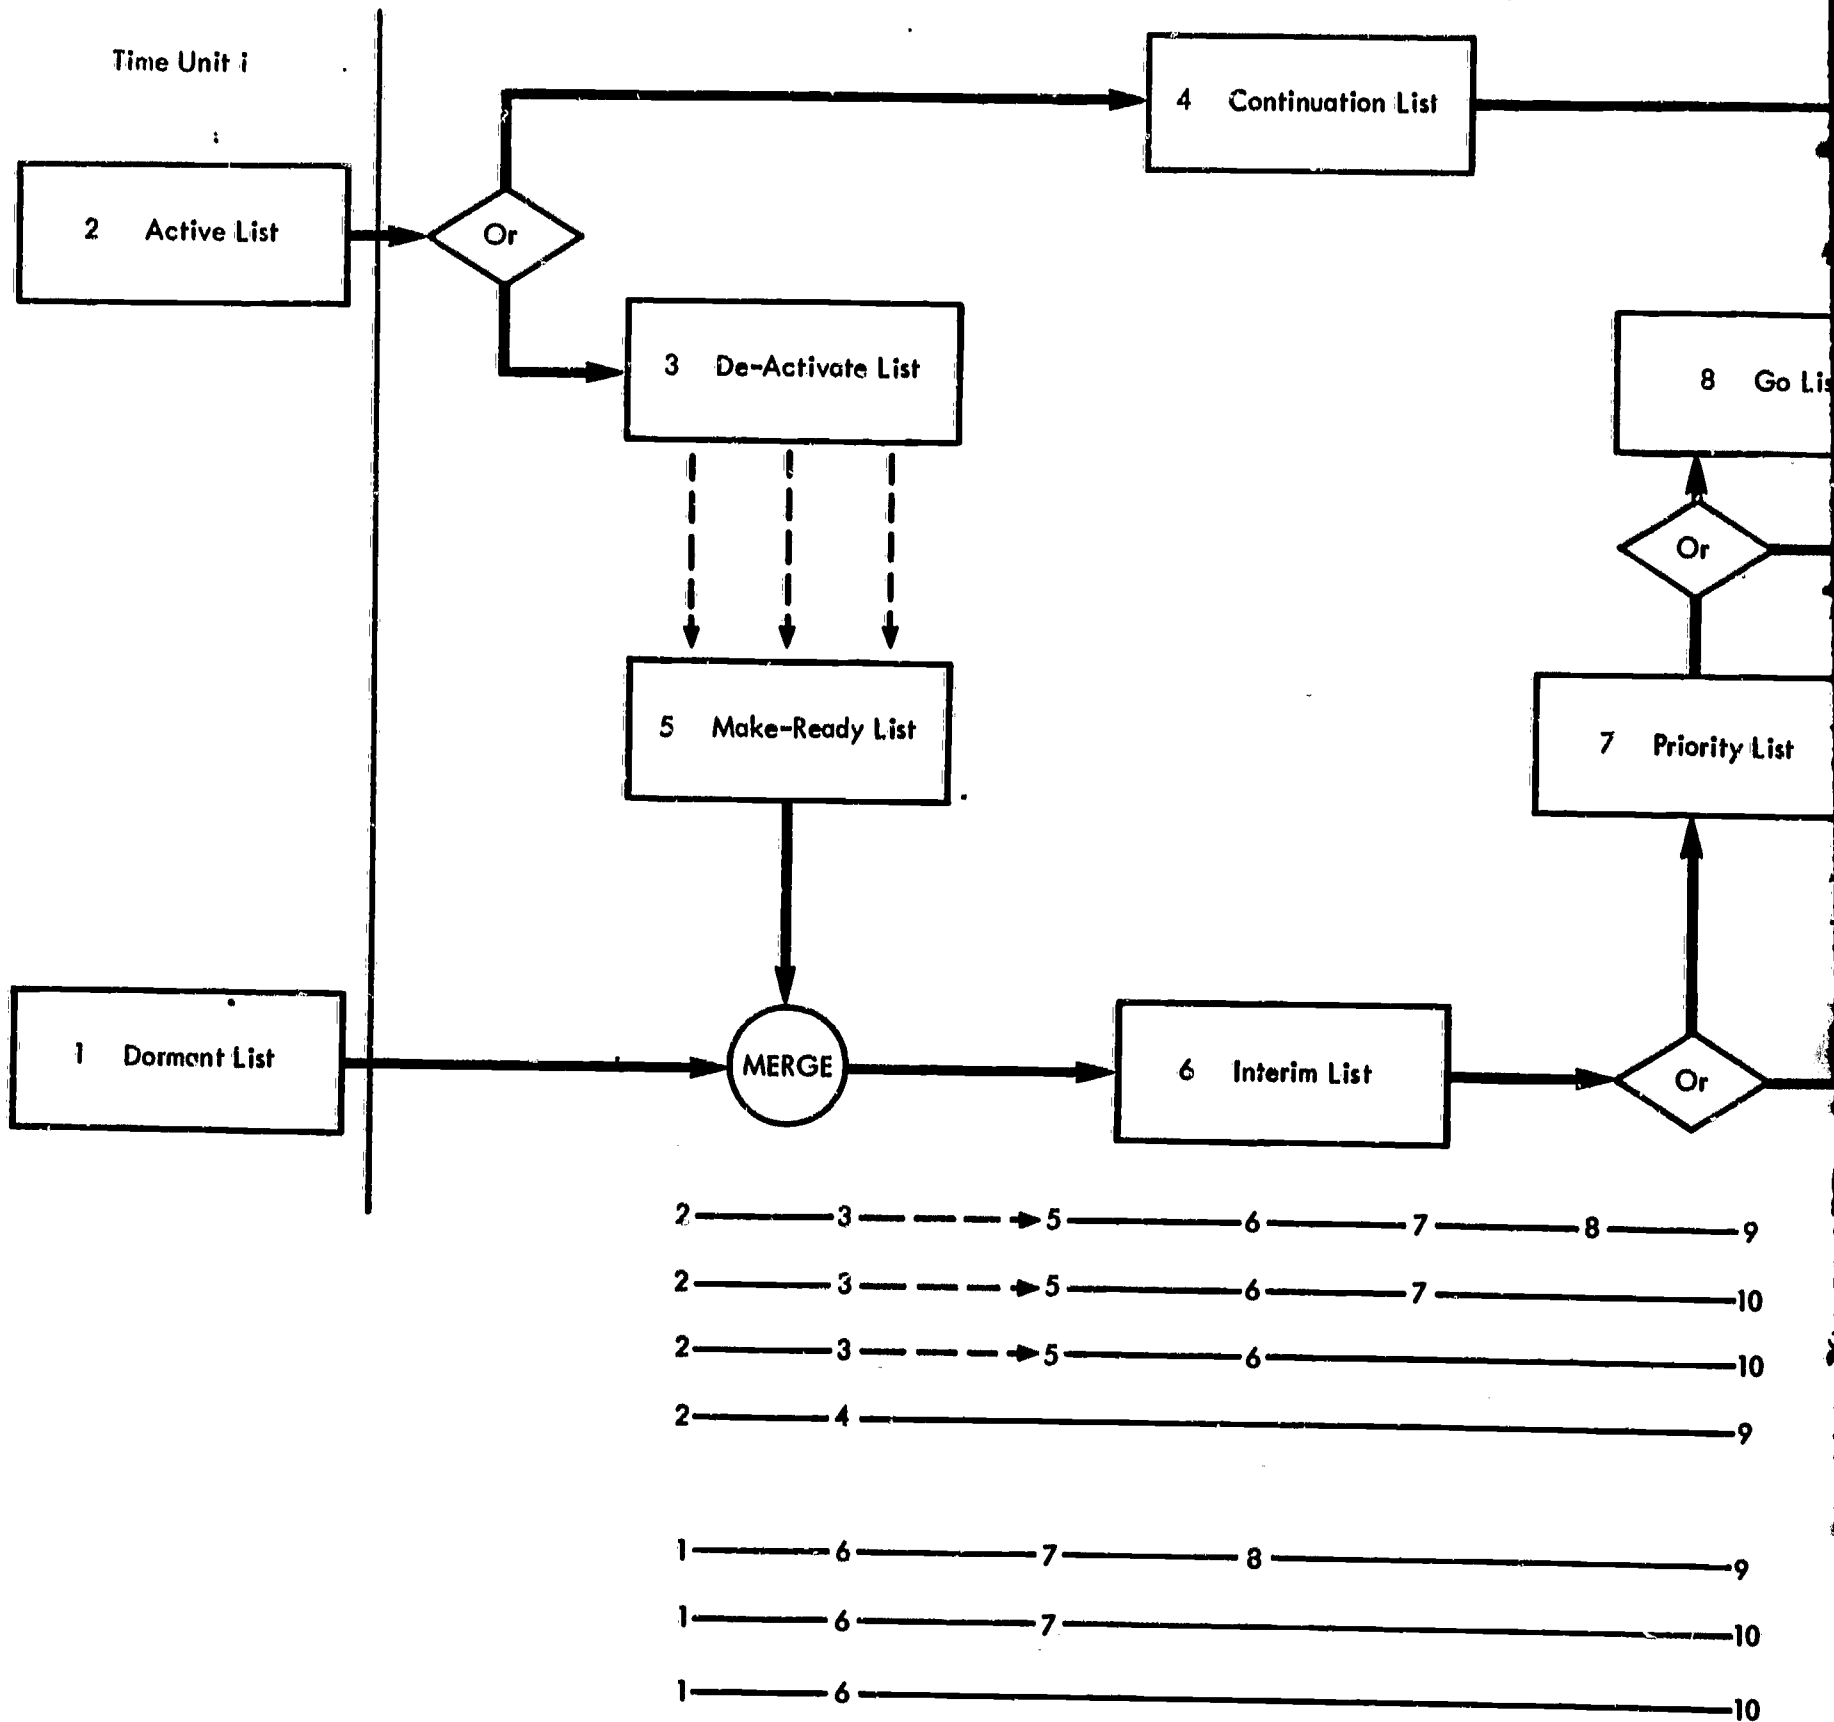 Time Unit i
4 Continuation List
2 Active List
Or
3 De-Activate List
8 Go Lis
Or
5 Make-Ready List
7 Priority List
1 Dormant List
MERGE
6 Interim List
Or
2 3 5 6 7 8 9
2 3 5 6 7 10
2 3 5 6 10
2 4 9
1 6 7 8 9
1 6 7 10
1 6 10